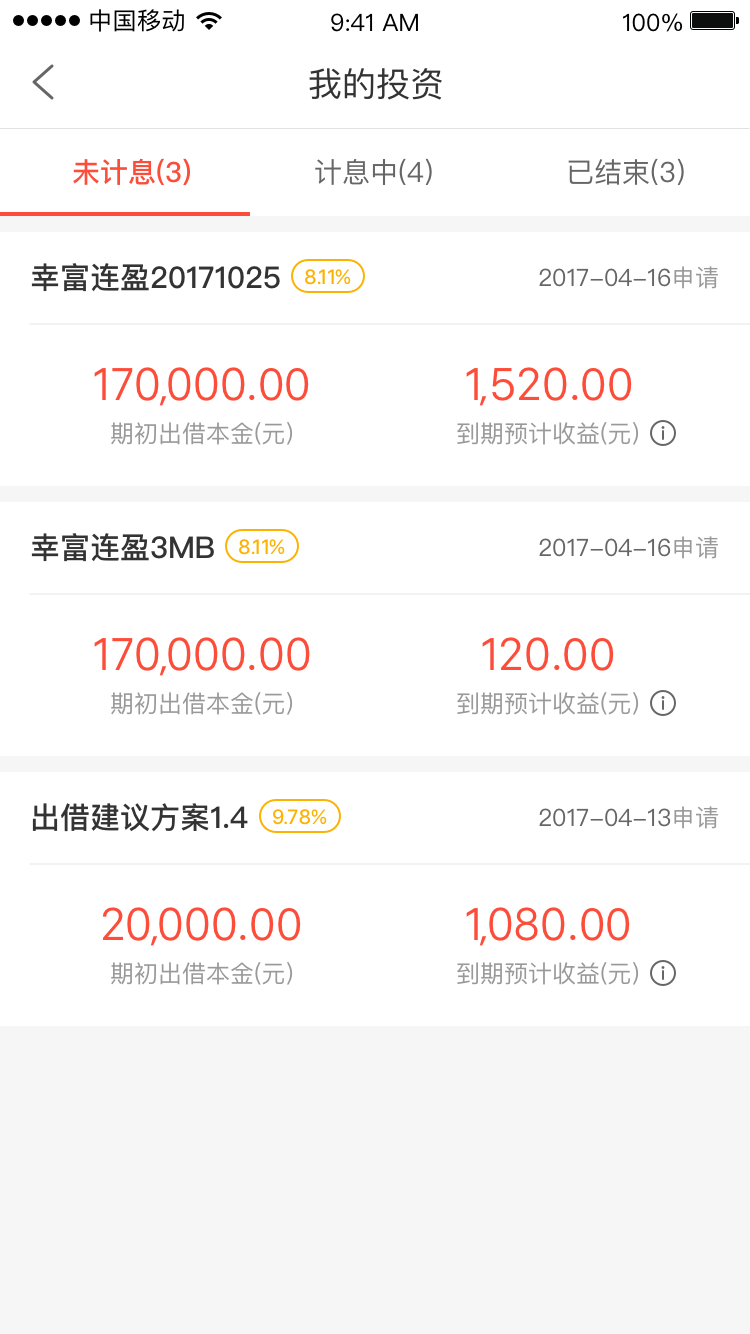 中国移动 9:41 AM 100%
我的投资
未计息(3) 计息中(4) 已结束(3)
幸富连盈20171025 8.11% 2017-04-16申请
170,000.00 1,520.00
期初出借本金(元) 到期预计收益(元)
幸富连盈3MB 8.11% 2017-04-16申请
170,000.00 120.00
期初出借本金(元) 到期预计收益(元)
出借建议方案1.4 9.78% 2017-04-13申请
20,000.00 1,080.00
期初出借本金(元) 到期预计收益(元)